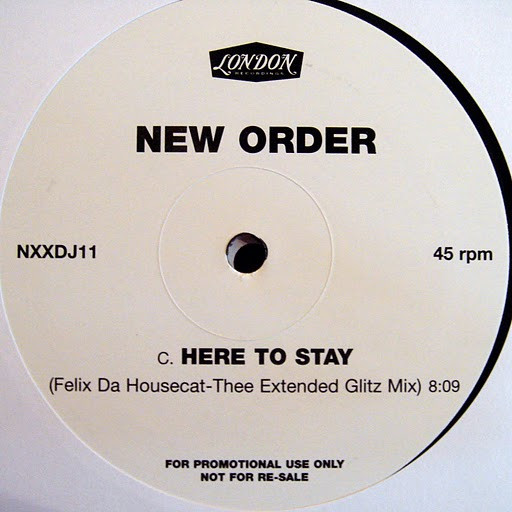 LONDON
RECORDINGS
NEW ORDER
NXXDJ11
45 rpm
C. HERE TO STAY
(Felix Da Housecat-Thee Extended Glitz Mix) 8:09
FOR PROMOTIONAL USE ONLY
NOT FOR RE-SALE